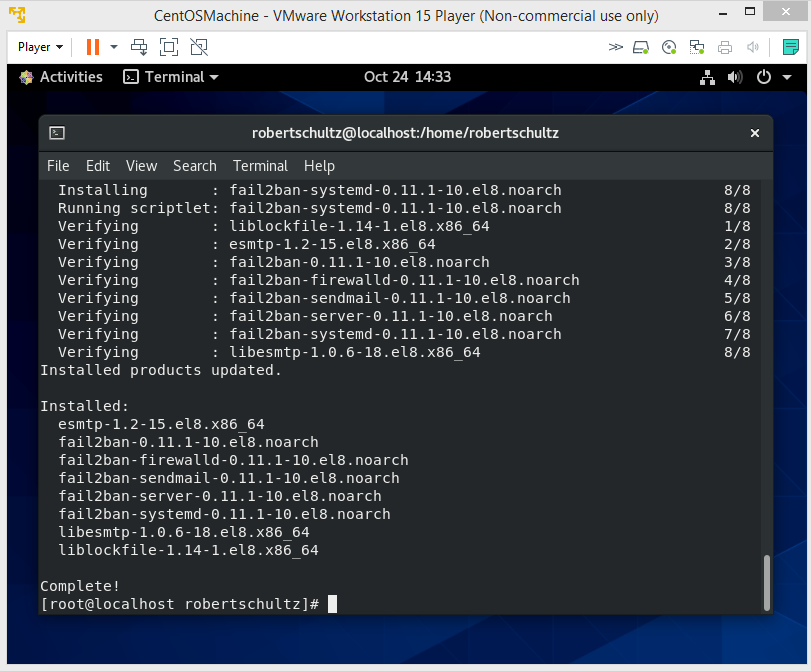 CentOSMachine - VMware Workstation 15 Player (Non-commercial use only)
Player
Activities
Terminal
Oct 24 14:33
robertschultz@localhost:/home/robertschultz
File Edit View Search Terminal Help
Installing : fail2ban-systemd-0.11.1-10.el8.noarch 8/8
Running scriptlet: fail2ban-systemd-0.11.1-10.el8.noarch 8/8
Verifying : liblockfile-1.14-1.el8.x86_64 1/8
Verifying : esmtp-1.2-15.el8.x86_64 2/8
Verifying : fail2ban-0.11.1-10.el8.noarch 3/8
Verifying : fail2ban-firewalld-0.11.1-10.el8.noarch 4/8
Verifying : fail2ban-sendmail-0.11.1-10.el8.noarch 5/8
Verifying : fail2ban-server-0.11.1-10.el8.noarch 6/8
Verifying : fail2ban-systemd-0.11.1-10.el8.noarch 7/8
Verifying : libesmtp-1.0.6-18.el8.x86_64 8/8
Installed products updated.
Installed:
esmtp-1.2-15.el8.x86_64
fail2ban-0.11.1-10.el8.noarch
fail2ban-firewalld-0.11.1-10.el8.noarch
fail2ban-sendmail-0.11.1-10.el8.noarch
fail2ban-server-0.11.1-10.el8.noarch
fail2ban-systemd-0.11.1-10.el8.noarch
libesmtp-1.0.6-18.el8.x86_64
liblockfile-1.14-1.el8.x86_64
Complete!
[root@localhost robertschultz]#